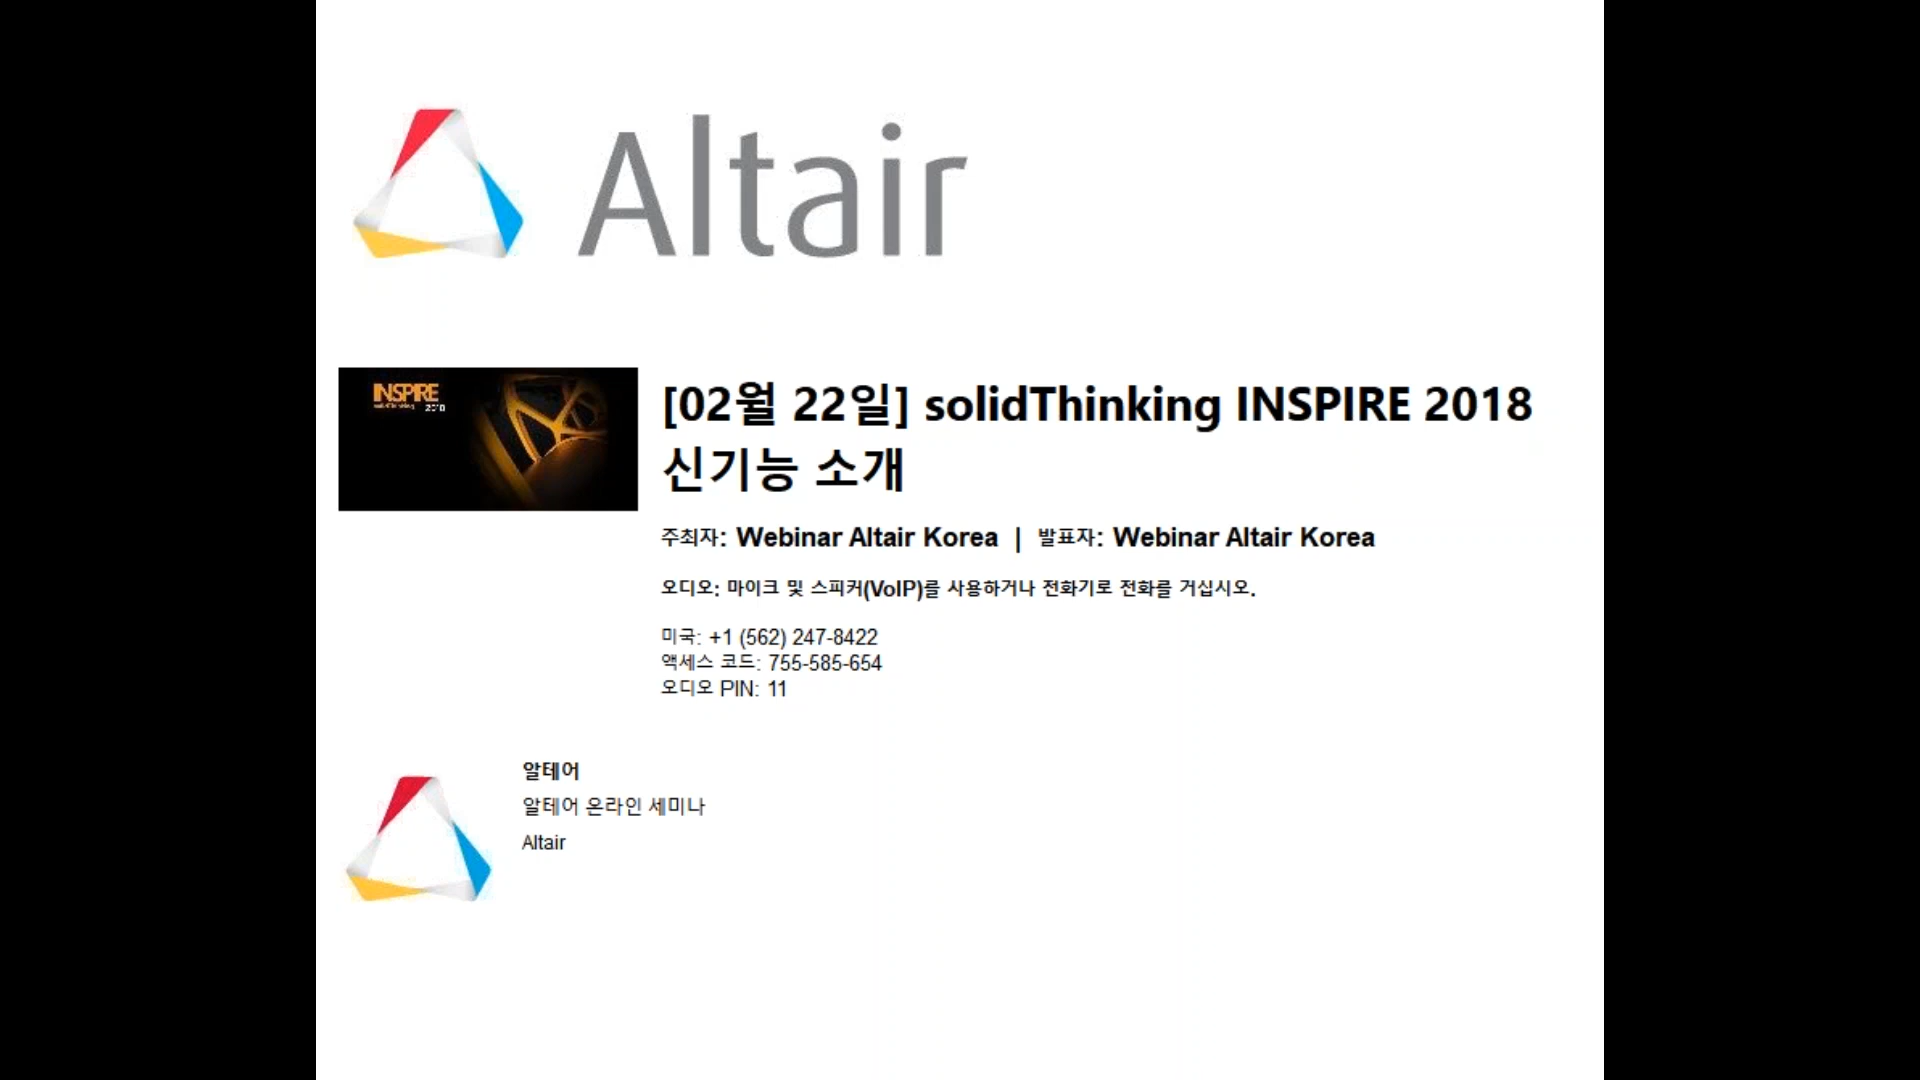 Altair
INSPIRE
solidThinking 2018
[02월 22일] solidThinking INSPIRE 2018
신기능 소개
주최자: Webinar Altair Korea | 발표자: Webinar Altair Korea
오디오: 마이크 및 스피커(VoIP)를 사용하거나 전화기로 전화를 거십시오.
미국: +1 (562) 247-8422
액세스 코드: 755-585-654
오디오 PIN: 11
알테어
알테어 온라인 세미나
Altair